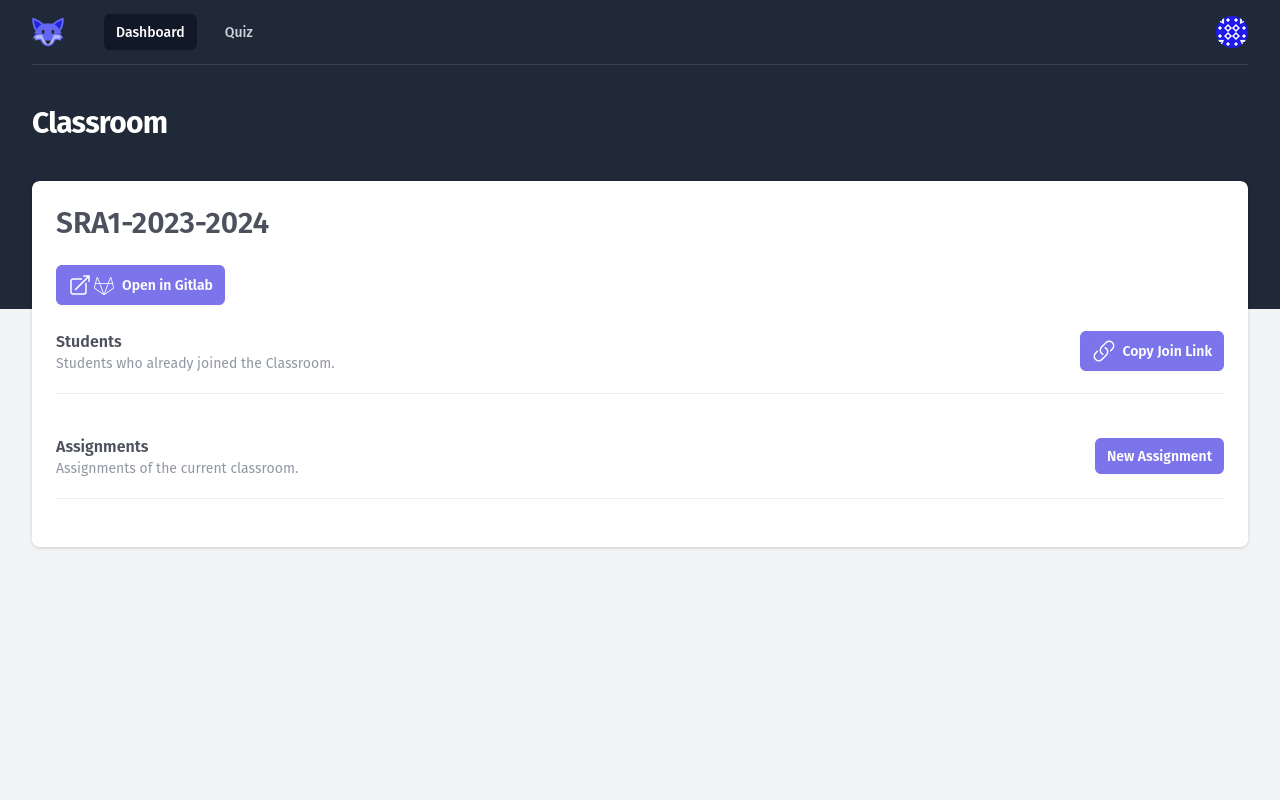 Dashboard
Quiz
Classroom
SRA1-2023-2024
Open in Gitlab
Students
Students who already joined the Classroom.
Copy Join Link
Assignments
Assignments of the current classroom.
New Assignment